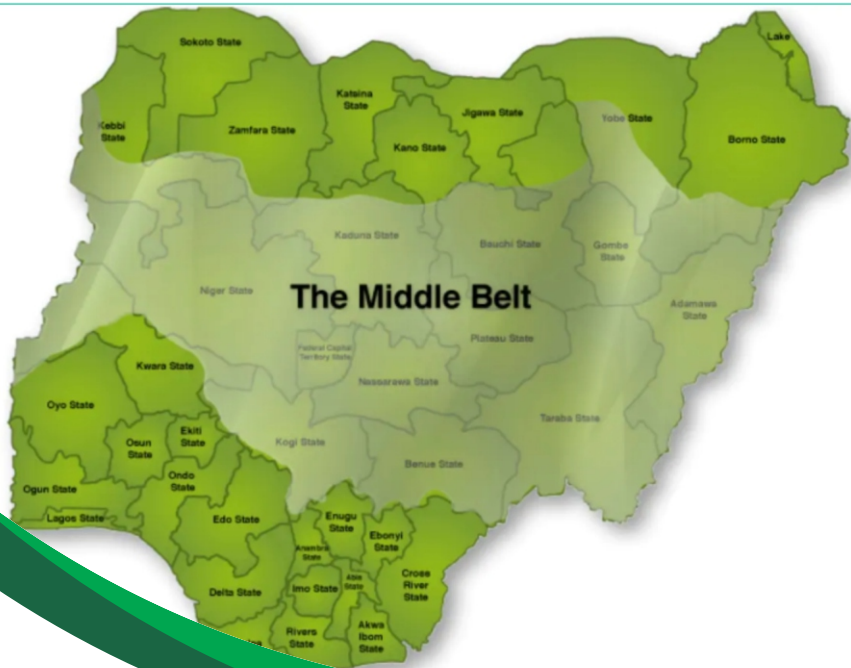 Sokoto State
Lake
Kebbi
State
Zamfara State
Katsina
State
Kano State
Jigawa State
Yobe State
Borno State
Kaduna State
Bauchi State
Gombe
State
Niger State
The Middle Belt
Adamawa
State
Federal Capital
Territory State
Plateau State
Nassarawa State
Kwara State
Oyo State
Taraba State
Osun
State
Ekiti
State
Kogi State
Benue State
Ogun State
Ondo
State
Lagos State
Edo State
Enugu
State
Ebonyi
State
Anambra
State
Delta State
Imo State
Abia
State
Cross
River
State
Rivers
State
Akwa
Ibom
State